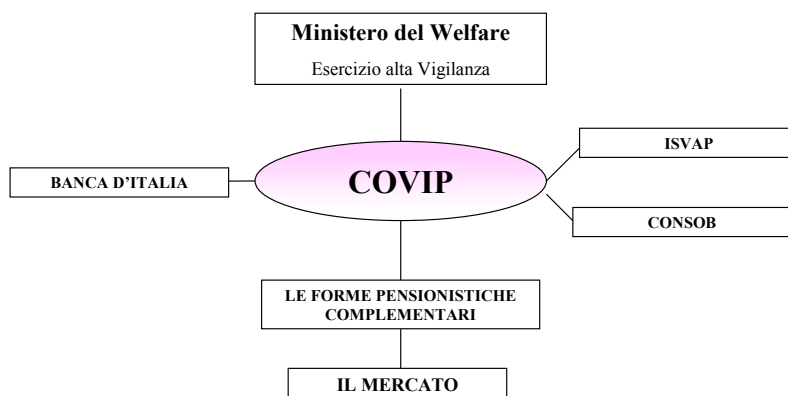 Ministero del Welfare
Esercizio alta Vigilanza
ISVAP
BANCA D'ITALIA
COVIP
CONSOB
LE FORME PENSIONISTICHE
COMPLEMENTARI
IL MERCATO